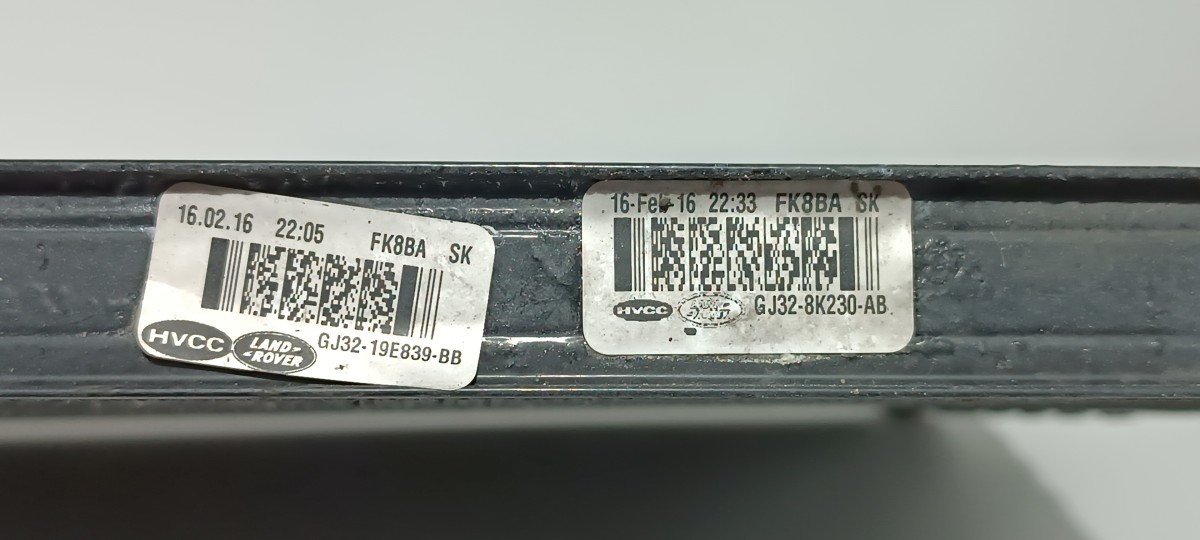 16.02.16 22:05 FK8BA SK
HVCC LAND-ROVER GJ32-19E839-BB
16-Feb-16 22:33 FK8BA SK
HVCC GJ32-8K230-AB